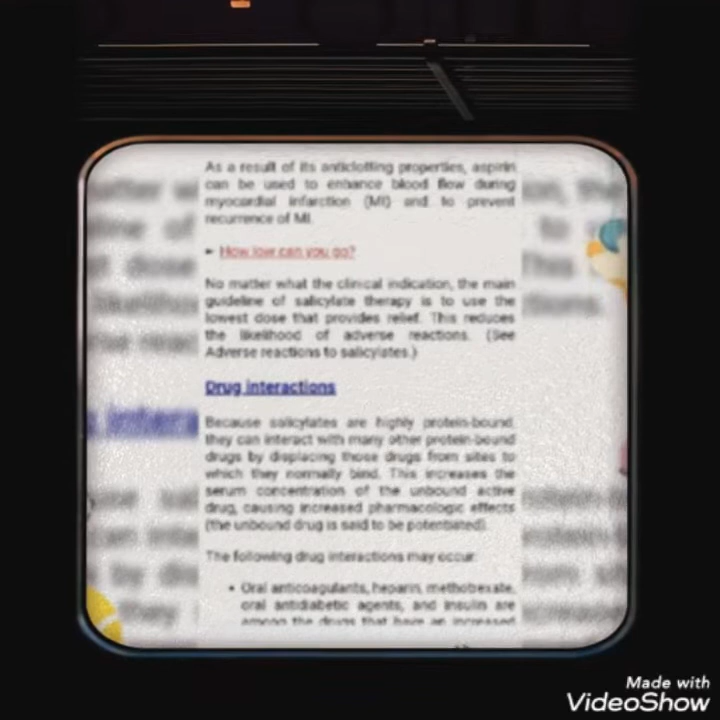 As a result of its anticlotting properties, aspirin
can be used to enhance blood flow during
myocardial infarction (MI) and to prevent
recurrence of MI.
➤ How low can you go?
No matter what the clinical indication, the main
guideline of salicylate therapy is to use the
lowest dose that provides relief. This reduces
the likelihood of adverse reactions. (See
Adverse reactions to salicylates.)
Drug interactions
Because salicylates are highly protein-bound,
they can interact with many other protein-bound
drugs by displacing those drugs from sites to
which they normally bind. This increases the
serum concentration of the unbound active
drug, causing increased pharmacologic effects
(the unbound drug is said to be potentiated).
The following drug interactions may occur:
• Oral anticoagulants, heparin, methotrexate,
oral antidiabetic agents, and insulin are
among the drugs that have an increased
Made with
VideoShow